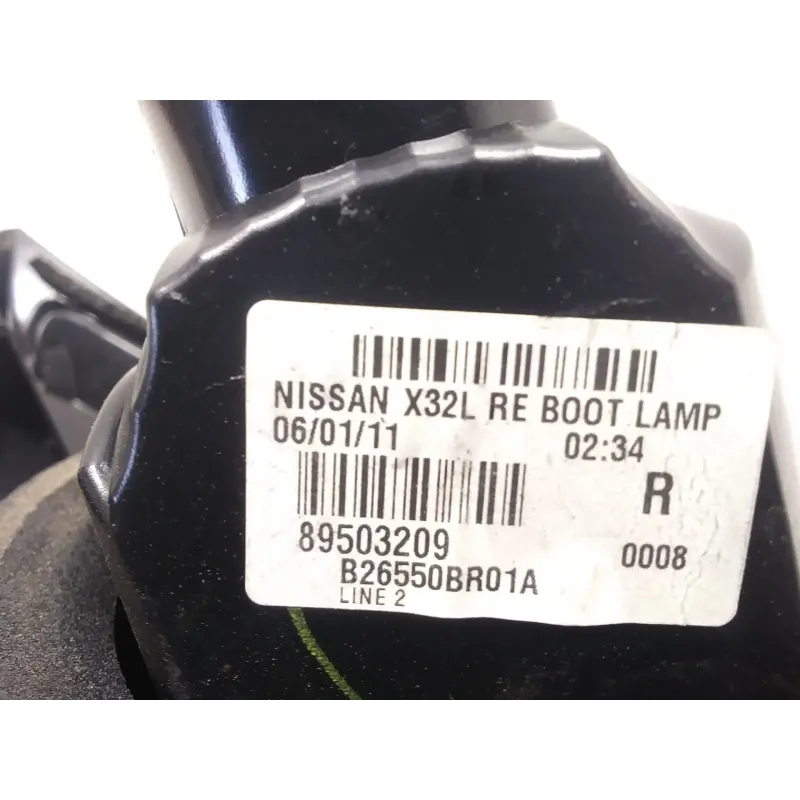 NISSAN X32L RE BOOT LAMP
06/01/11 02:34
R
89503209 0008
B26550BR01A
LINE 2